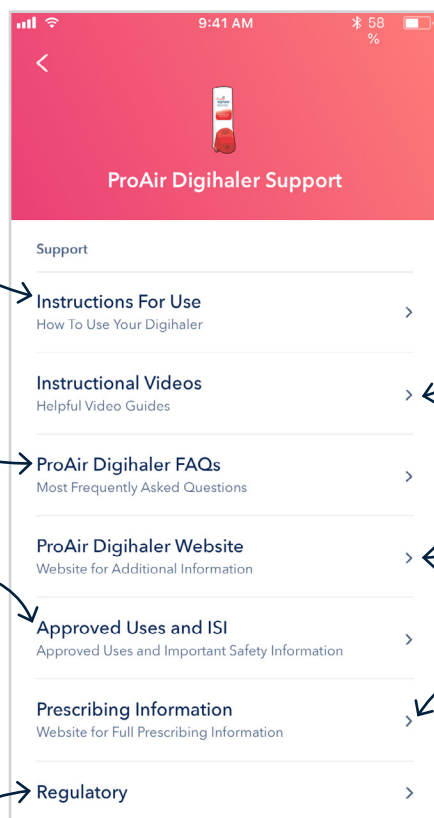 9:41 AM
58
%
ProAir Digihaler Support
Support
Instructions For Use
How To Use Your Digihaler
Instructional Videos
Helpful Video Guides
ProAir Digihaler FAQs
Most Frequently Asked Questions
ProAir Digihaler Website
Website for Additional Information
Approved Uses and ISI
Approved Uses and Important Safety Information
Prescribing Information
Website for Full Prescribing Information
Regulatory